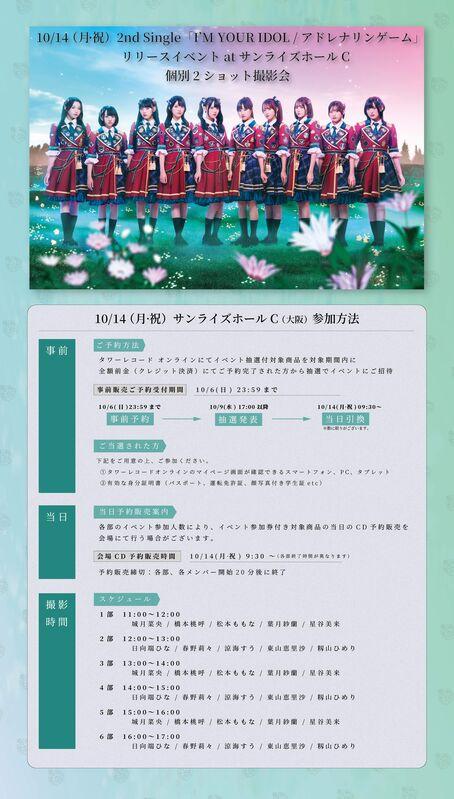 10/14（月・祝）2nd Single「I'M YOUR IDOL / アドレナリンゲーム」
リリースイベント at サンライズホールC
個別2ショット撮影会
10/14（月・祝）サンライズホールC（大阪）参加方法
事前
ご予約方法
タワーレコード オンラインにてイベント抽選付対象商品を対象期間内に
全額前金（クレジット決済）にてご予約完了された方から抽選でイベントにご招待
事前販売ご予約受付期間 10/6(日) 23:59まで
10/6(日)23:59まで 10/9(水)17:00以降 10/14(月・祝)09:30〜
事前予約 抽選発表 当日引換
※数に限りがございます。
ご当選された方
下記をご用意の上、ご参加ください。
①タワーレコードオンラインのマイページ画面が確認できるスマートフォン、PC、タブレット
②有効な身分証明書（パスポート、運転免許証、顔写真付き学生証 etc）
当日
当日予約販売案内
各部のイベント参加人数により、イベント参加券付き対象商品の当日のCD予約販売を
会場にて行う場合がございます。
会場CD予約販売時間 10/14(月・祝) 9:30 〜（各部終了時間が異なります）
予約販売締切：各部、各メンバー開始20分後に終了
撮影時間
スケジュール
1部 11:00〜12:00
城月菜央 / 橋本桃呼 / 松本ももな / 葉月紗蘭 / 星谷美来
2部 12:00〜13:00
日向端ひな / 春野莉々 / 涼海すう / 東山恵里沙 / 籾山ひめり
3部 13:00〜14:00
城月菜央 / 橋本桃呼 / 松本ももな / 葉月紗蘭 / 星谷美来
4部 14:00〜15:00
日向端ひな / 春野莉々 / 涼海すう / 東山恵里沙 / 籾山ひめり
5部 15:00〜16:00
城月菜央 / 橋本桃呼 / 松本ももな / 葉月紗蘭 / 星谷美来
6部 16:00〜17:00
日向端ひな / 春野莉々 / 涼海すう / 東山恵里沙 / 籾山ひめり